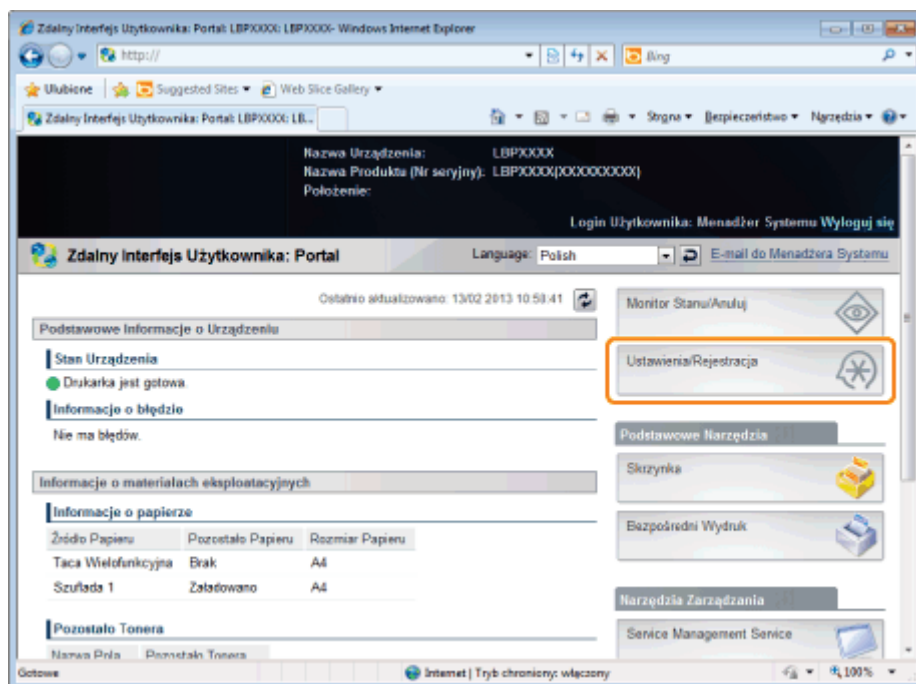 Zdalny Interfejs Użytkownika: Portal: LBPXXXX: LBPXXXX- Windows Internet Explorer
http://
Bing
Ulubione
Suggested Sites
Web Slice Gallery
Zdalny Interfejs Użytkownika: Portal: LBPXXXX: LB...
Strona
Bezpieczeństwo
Narzędzia
Nazwa Urządzenia: LBPXXXX
Nazwa Produktu (Nr seryjny): LBPXXXX(XXXXXXXXX)
Położenie:
Login Użytkownika: Menadżer Systemu Wyloguj się
Zdalny Interfejs Użytkownika: Portal
Language: Polish
E-mail do Menadżera Systemu
Ostatnio aktualizowano: 13/02 2013 10:58:41
Podstawowe Informacje o Urządzeniu
Stan Urządzenia
Drukarka jest gotowa.
Informacje o błędzie
Nie ma błędów.
Informacje o materiałach eksploatacyjnych
Informacje o papierze
Źródło Papieru Pozostało Papieru Rozmiar Papieru
Taca Wielofunkcyjna Brak A4
Szuflada 1 Załadowano A4
Pozostało Tonera
Nazwa Pola Pozostało Tonera
Monitor Stanu/Anuluj
Ustawienia/Rejestracja
Podstawowe Narzędzia
Skrzynka
Bezpośredni Wydruk
Narzędzia Zarządzania
Service Management Service
Gotowe
Internet | Tryb chroniony: włączony
100%